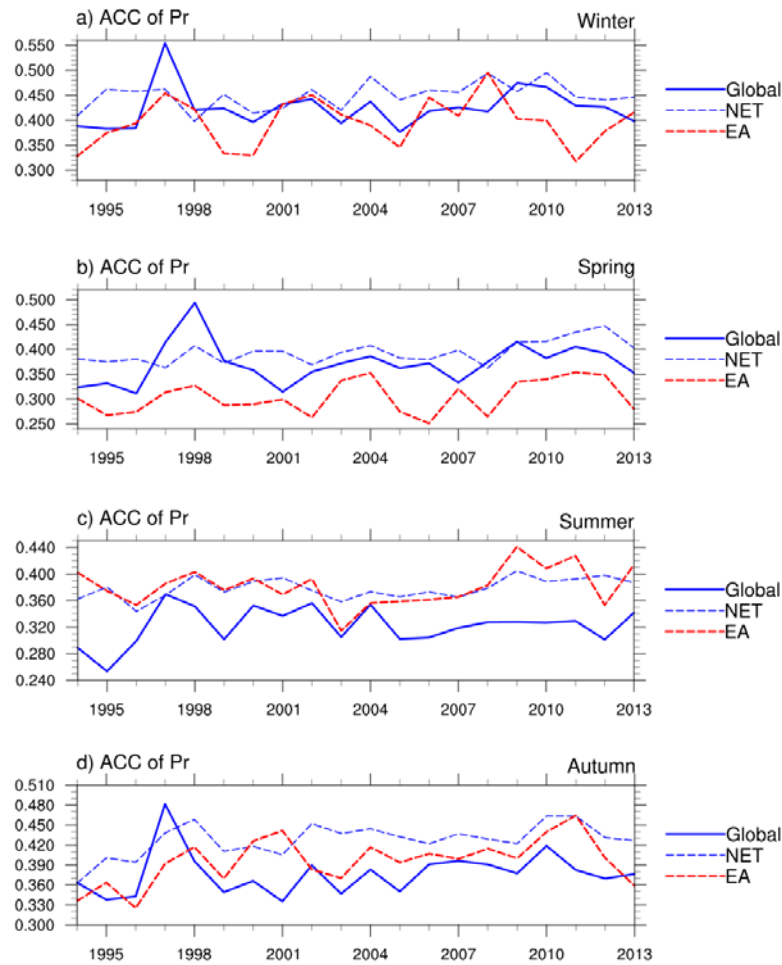 a) ACC of Pr Winter
0.550
0.500
0.450
0.400
0.350
0.300
Global
NET
EA
1995 1998 2001 2004 2007 2010 2013
b) ACC of Pr Spring
0.500
0.450
0.400
0.350
0.300
0.250
Global
NET
EA
1995 1998 2001 2004 2007 2010 2013
c) ACC of Pr Summer
0.440
0.400
0.360
0.320
0.280
0.240
Global
NET
EA
1995 1998 2001 2004 2007 2010 2013
d) ACC of Pr Autumn
0.510
0.480
0.450
0.420
0.390
0.360
0.330
0.300
Global
NET
EA
1995 1998 2001 2004 2007 2010 2013